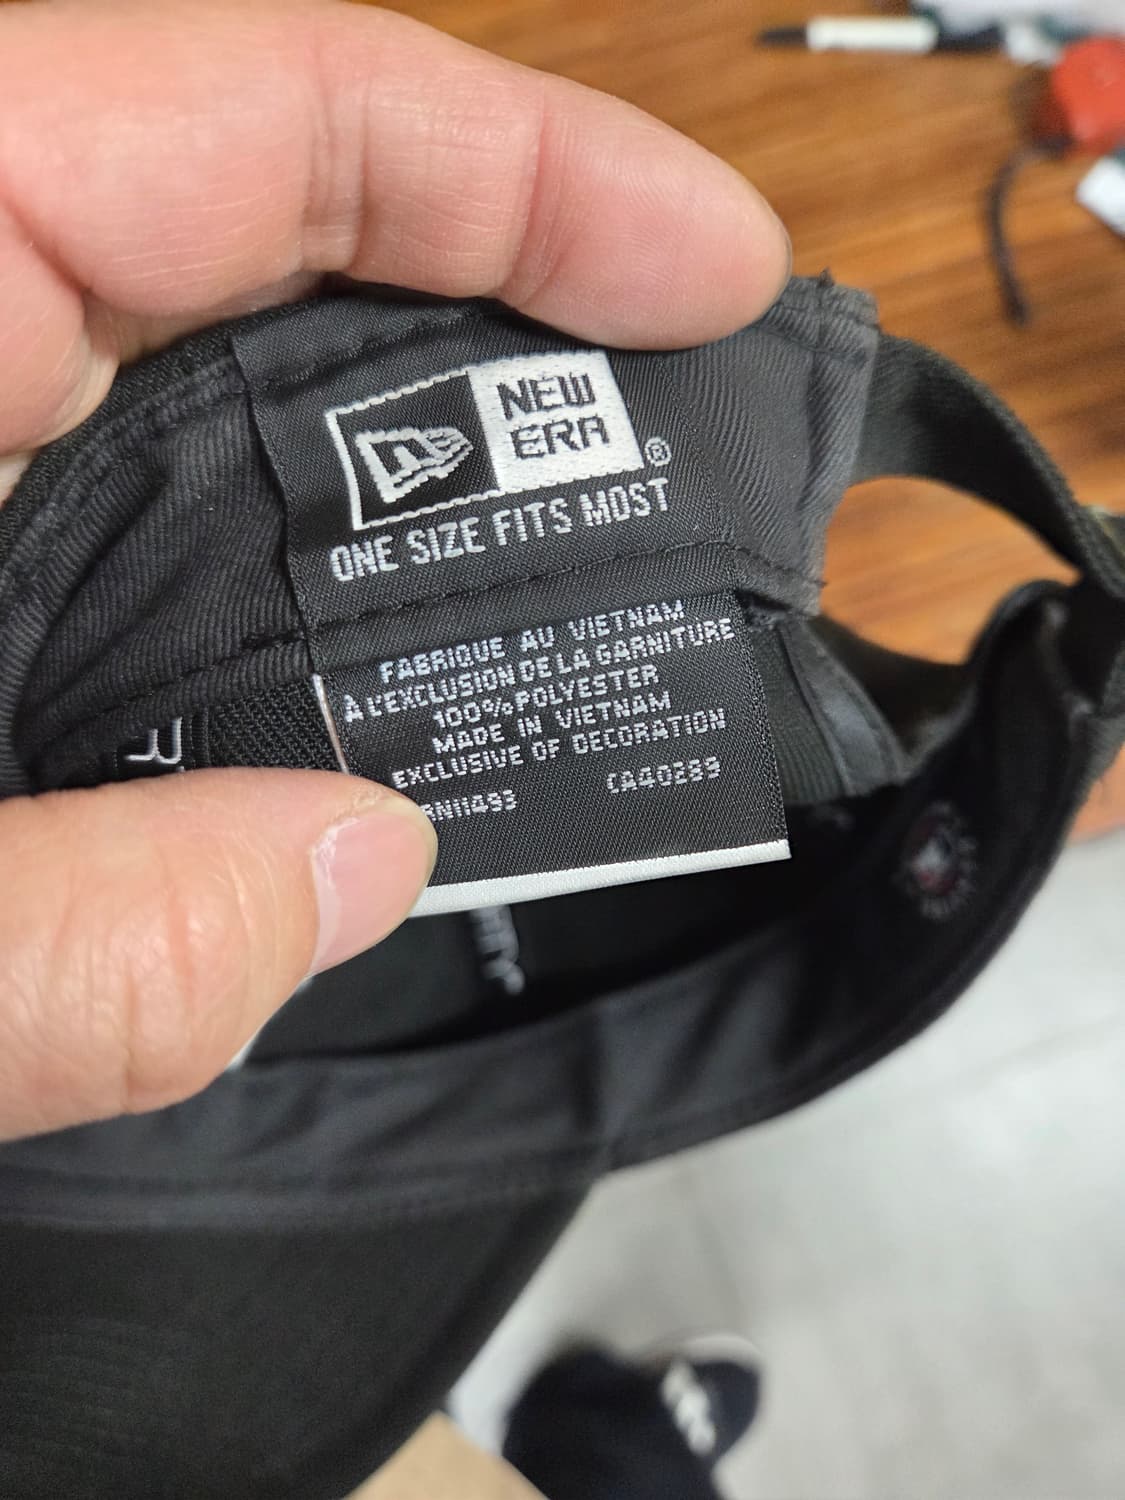 NEW
ERA
®
ONE SIZE FITS MOST
FABRIQUE AU VIETNAM
À L'EXCLUSION DE LA GARNITURE
100% POLYESTER
MADE IN VIETNAM
EXCLUSIVE OF DECORATION
CA40289